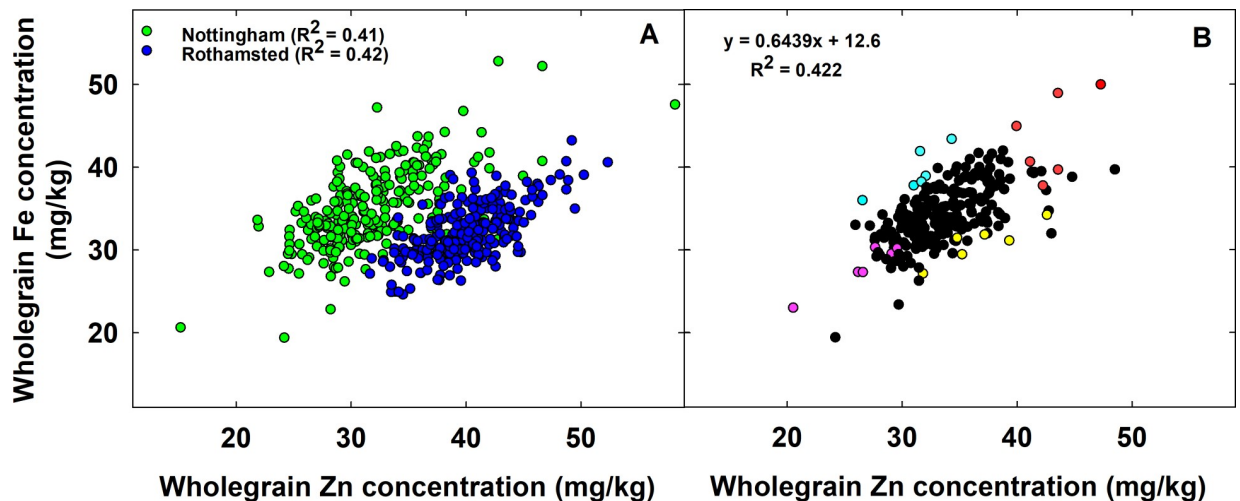 Nottingham (R² = 0.41)
Rothamsted (R² = 0.42)
A
y = 0.6439x + 12.6
R² = 0.422
B
Wholegrain Fe concentration
(mg/kg)
50
40
30
20
20 30 40 50
20 30 40 50
Wholegrain Zn concentration (mg/kg)
Wholegrain Zn concentration (mg/kg)